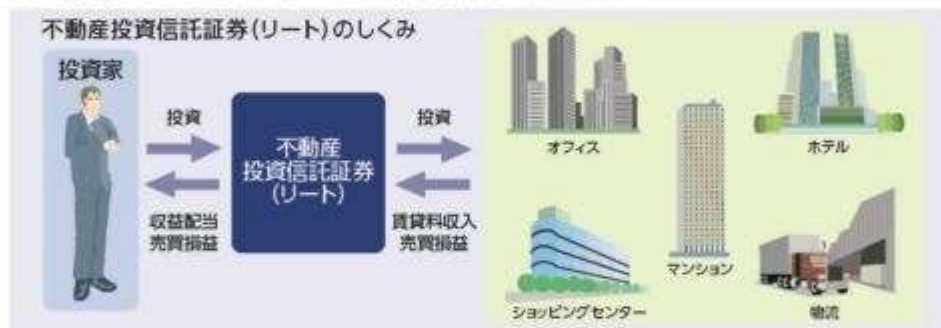 不動産投資信託証券(リート)のしくみ
投資家
投資
収益配当
売買損益
不動産
投資信託証券
(リート)
投資
賃貸料収入
売買損益
オフィス
ホテル
マンション
ショッピングセンター
物流